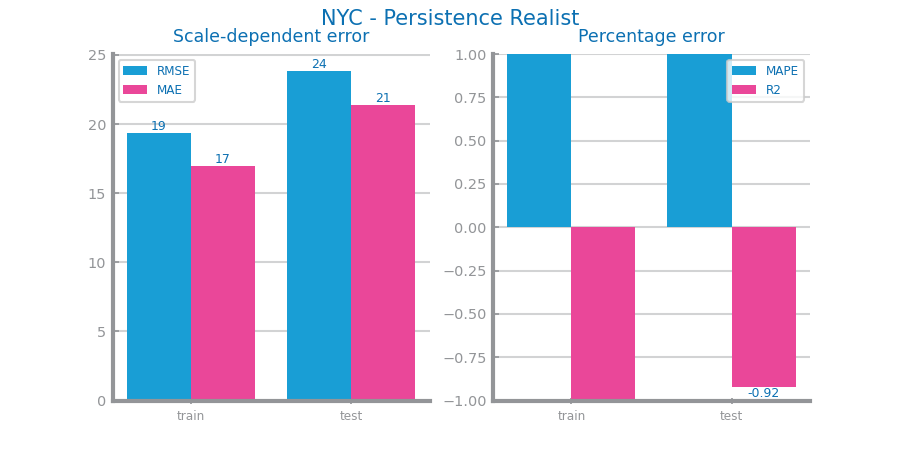 NYC - Persistence Realist
Scale-dependent error
25
20
15
10
5
0
RMSE
MAE
19
17
24
21
train
test
Percentage error
1.00
0.75
0.50
0.25
0.00
−0.25
−0.50
−0.75
−1.00
MAPE
R2
-0.92
train
test